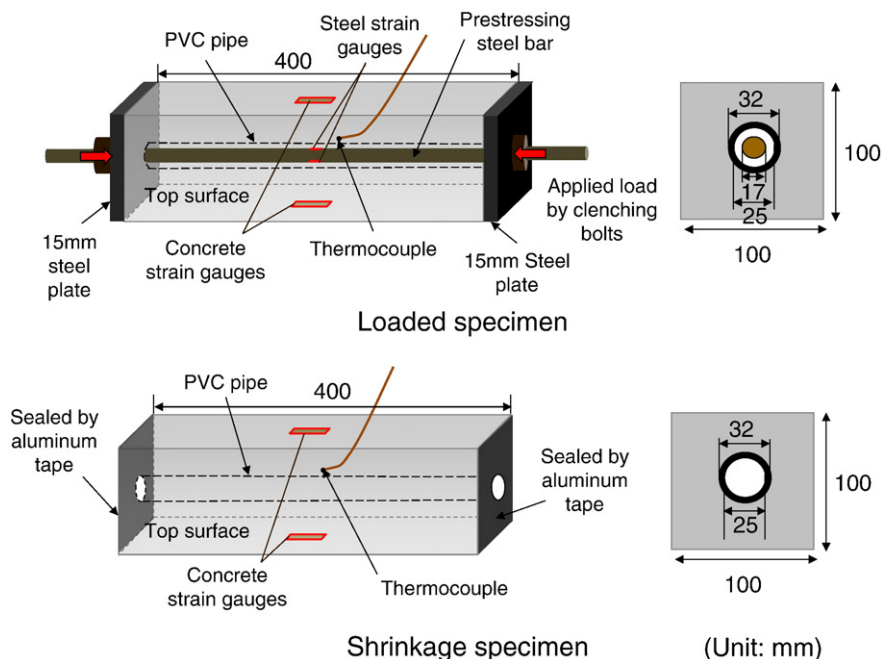 Steel strain
gauges
Prestressing
steel bar
PVC pipe
400
32
100
17
25
100
Top surface
Applied load
by clenching
bolts
15mm
steel
plate
Concrete
strain gauges
Thermocouple
15mm Steel
plate
Loaded specimen
PVC pipe
400
Sealed by
aluminum
tape
Sealed by
aluminum
tape
32
100
25
100
Top surface
Concrete
strain gauges
Thermocouple
Shrinkage specimen
(Unit: mm)